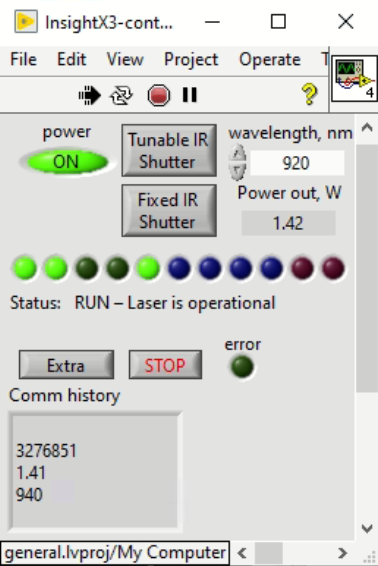 InsightX3-cont...
File Edit View Project Operate
4
power
ON
Tunable IR
Shutter
wavelength, nm
920
Fixed IR
Shutter
Power out, W
1.42
Status: RUN – Laser is operational
Extra
STOP
error
Comm history
3276851
1.41
940
general.lvproj/My Computer